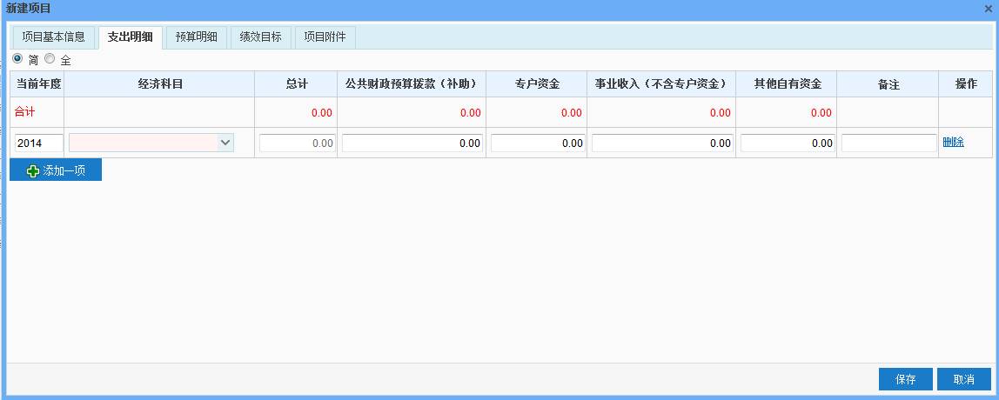 新建项目
项目基本信息 支出明细 预算明细 绩效目标 项目附件
简 全
当前年度 经济科目 总计 公共财政预算拨款（补助） 专户资金 事业收入（不含专户资金） 其他自有资金 备注 操作
合计 0.00 0.00 0.00 0.00 0.00
2014 0.00 0.00 0.00 0.00 0.00 删除
添加一项
保存 取消